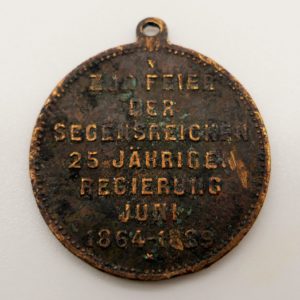 ZUR FEIER
DER
SEGENSREICHEN
25-JÄHRIGEN
REGIERUNG
JUNI
1864-1889